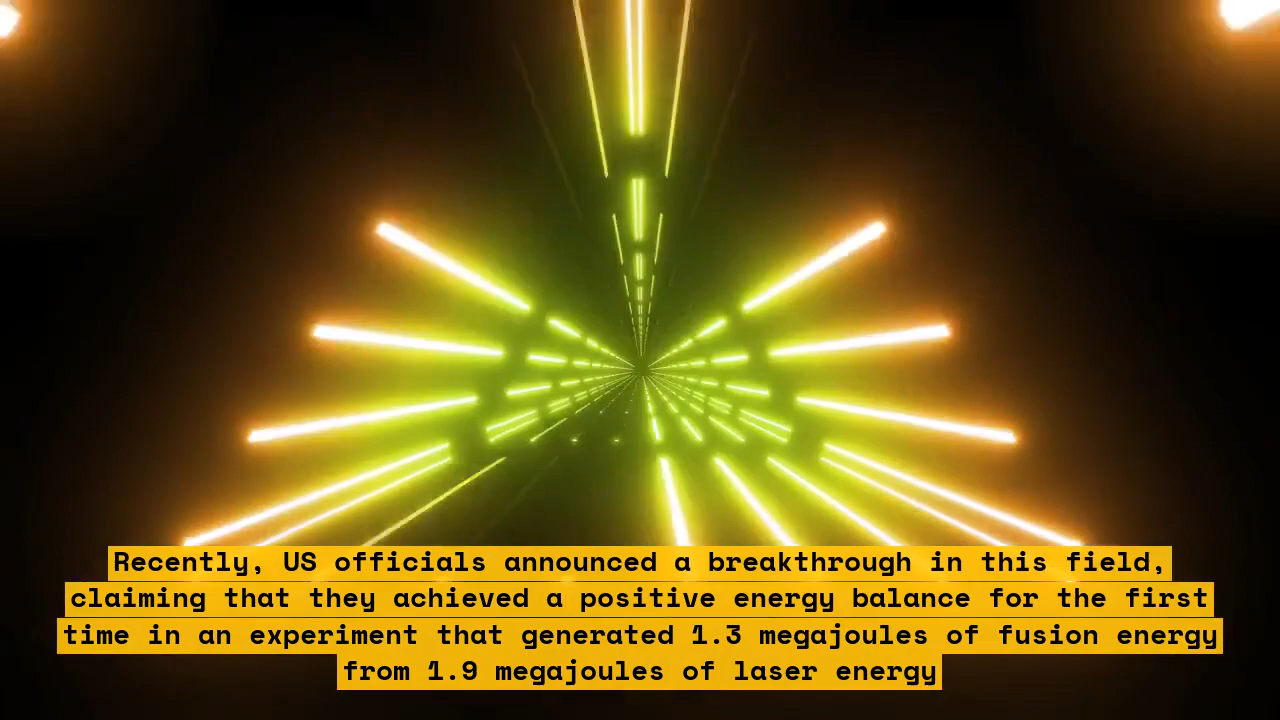 Recently, US officials announced a breakthrough in this field,
claiming that they achieved a positive energy balance for the first
time in an experiment that generated 1.3 megajoules of fusion energy
from 1.9 megajoules of laser energy